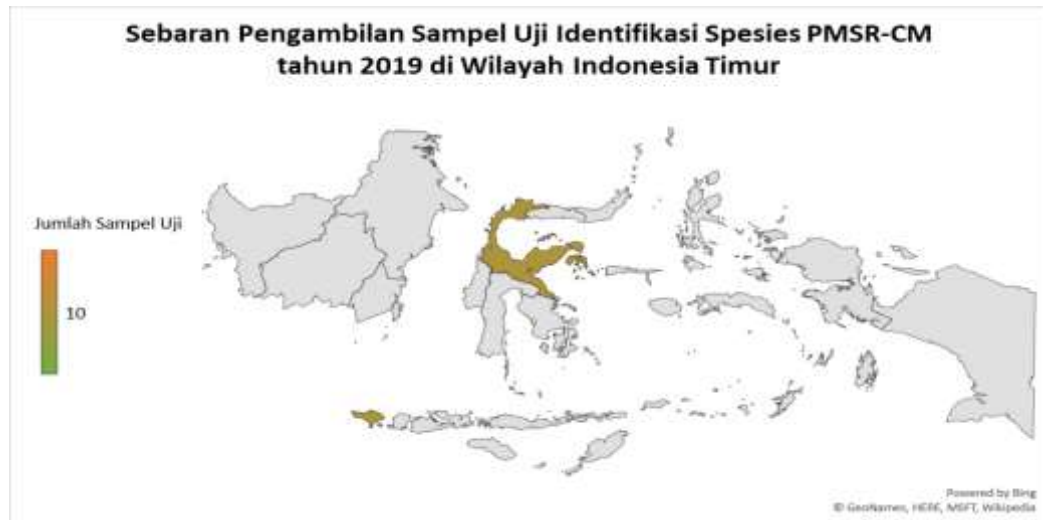 Sebaran Pengambilan Sampel Uji Identifikasi Spesies PMSR-CM
tahun 2019 di Wilayah Indonesia Timur
Jumlah Sampel Uji
10
Powered by Bing
© GeoNames, HERE, MSFT, Wikipedia